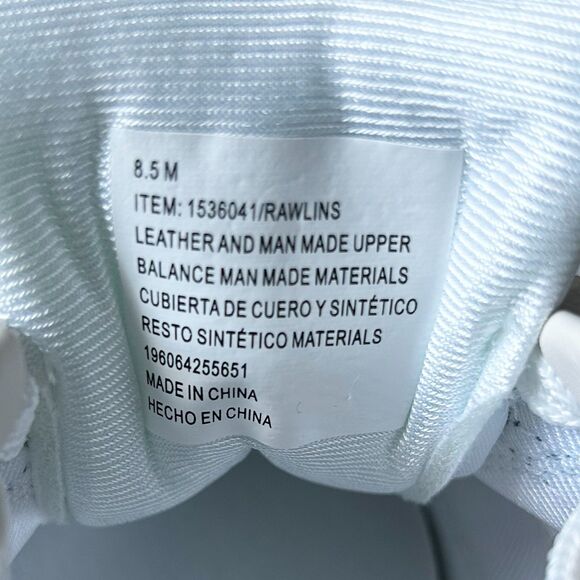 8.5 M
ITEM: 1536041/RAWLINS
LEATHER AND MAN MADE UPPER
BALANCE MAN MADE MATERIALS
CUBIERTA DE CUERO Y SINTÉTICO
RESTO SINTÉTICO MATERIALS
196064255651
MADE IN CHINA
HECHO EN CHINA